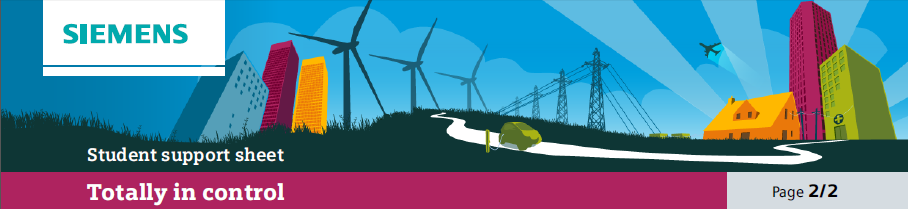 SIEMENS
Student support sheet
Totally in control
Page 2/2